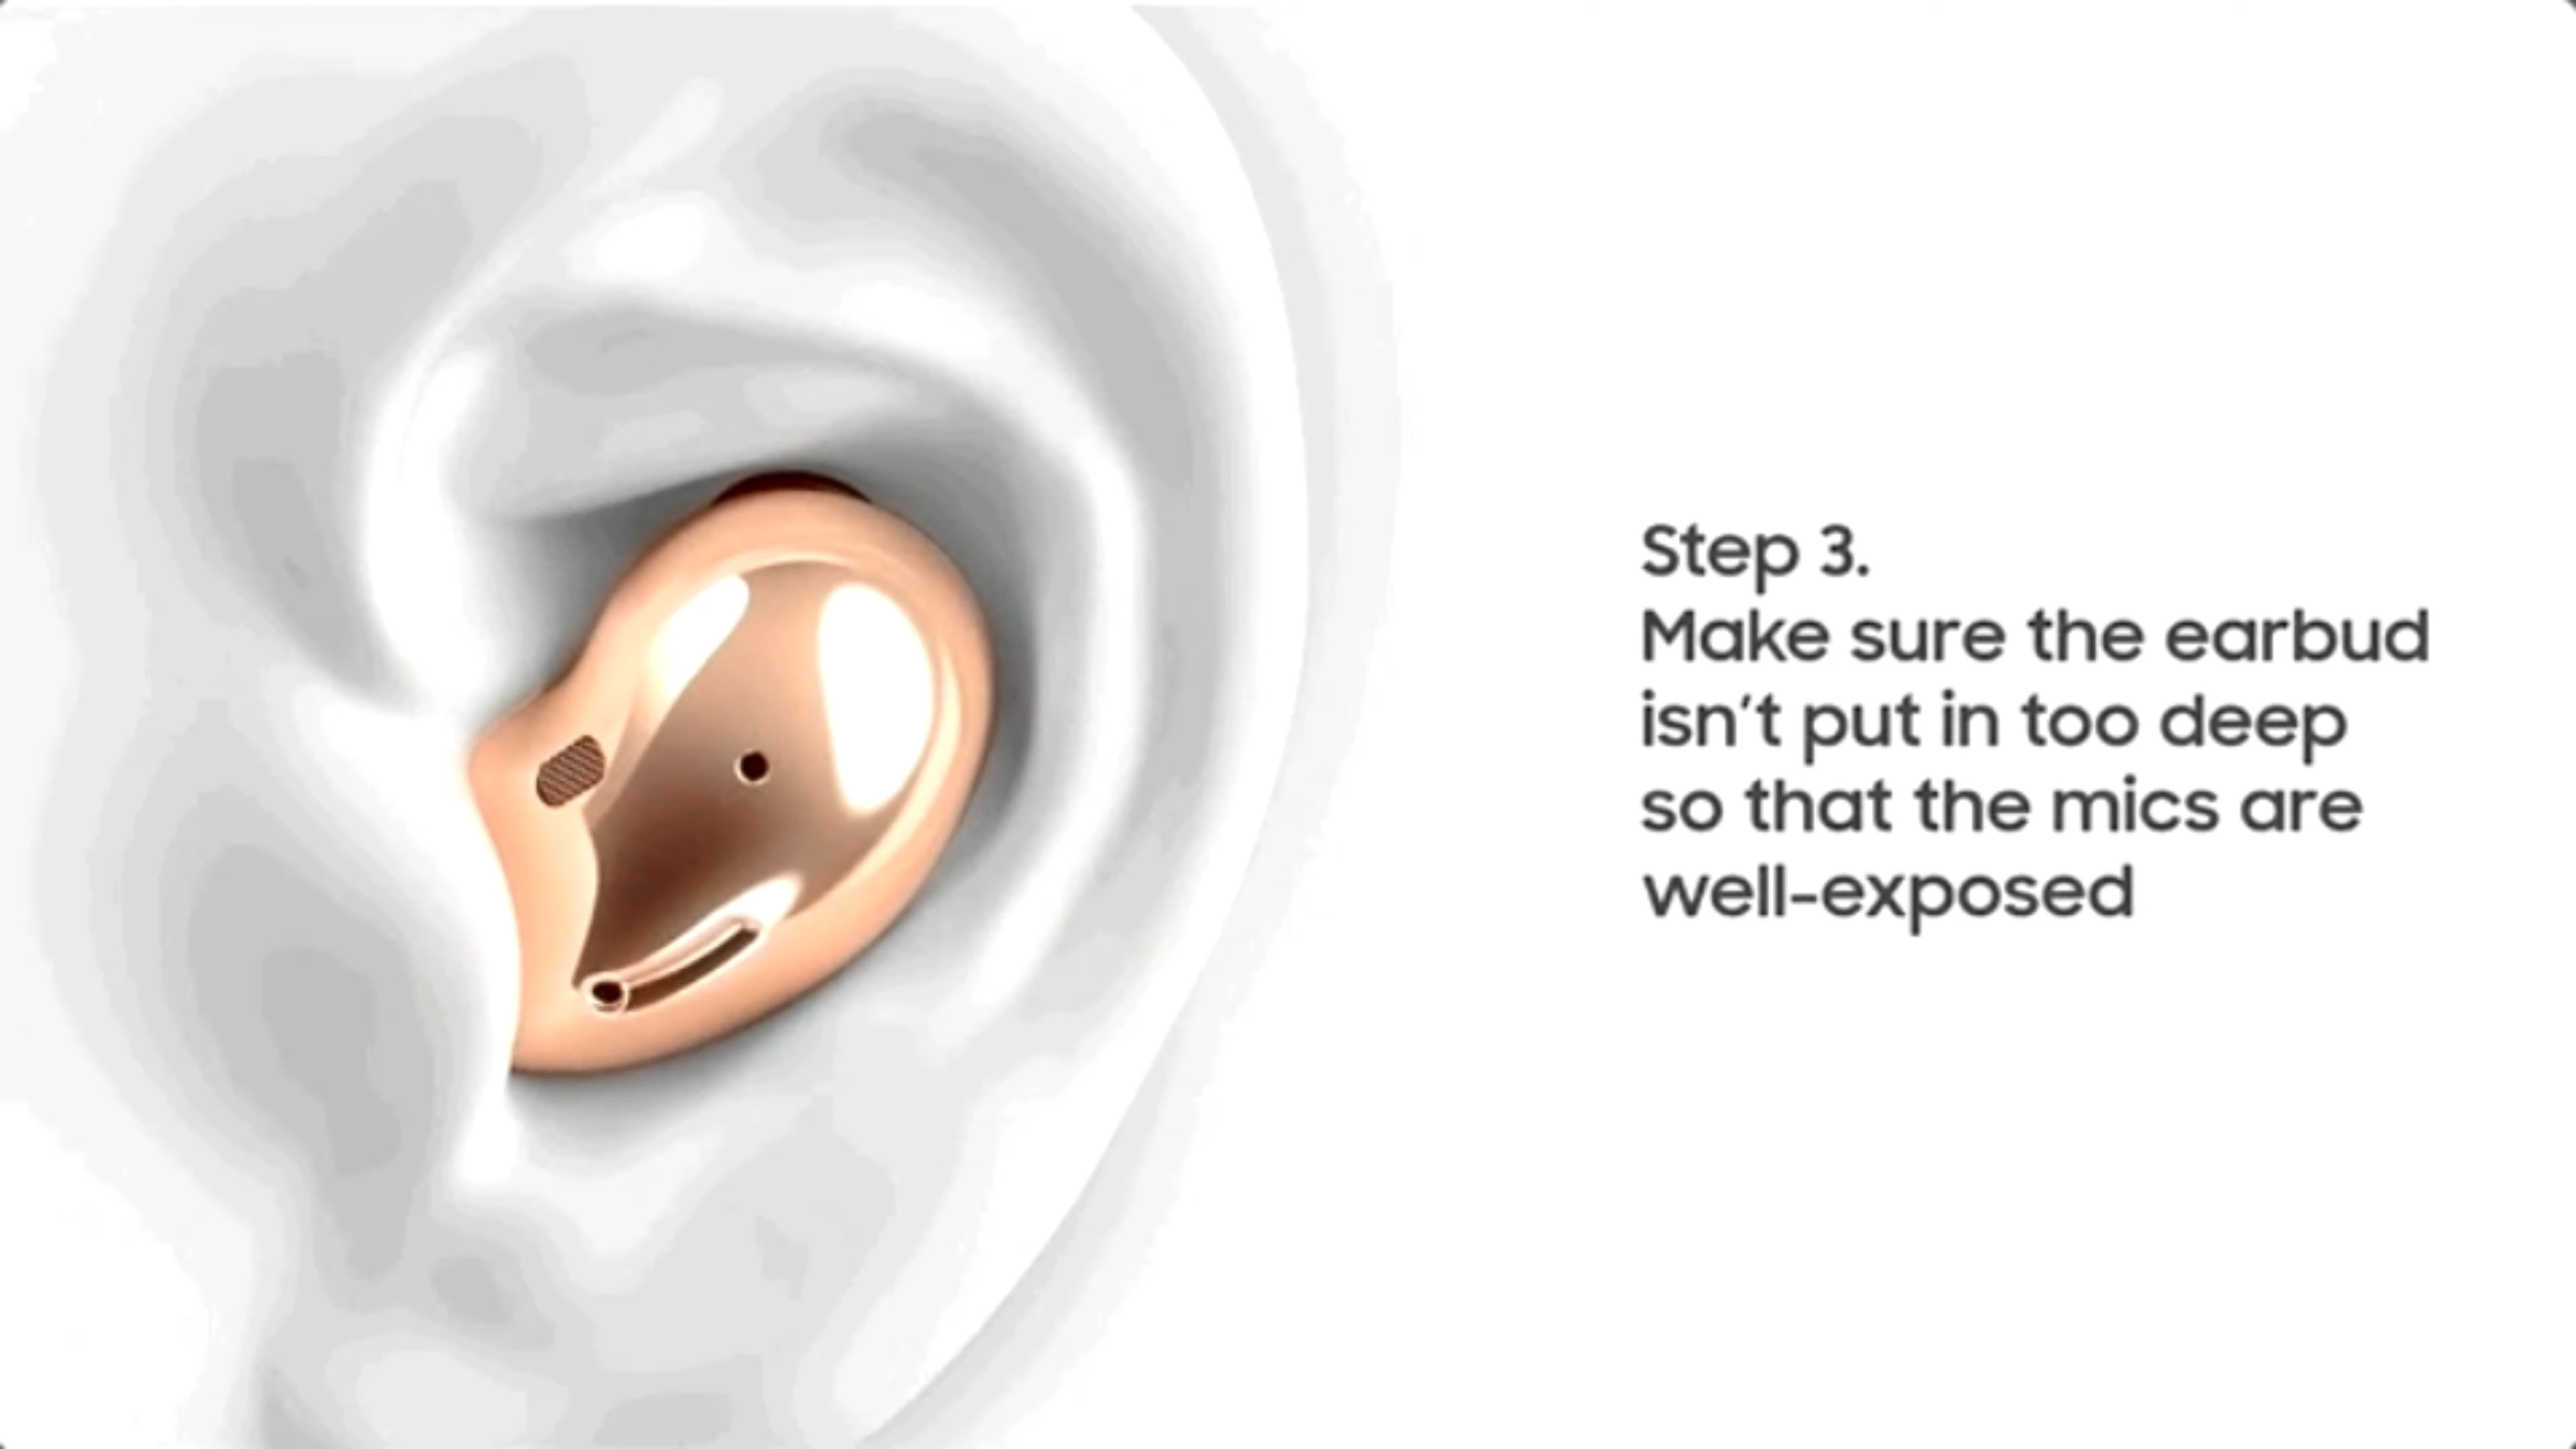 Step 3.
Make sure the earbud
isn't put in too deep
so that the mics are
well-exposed